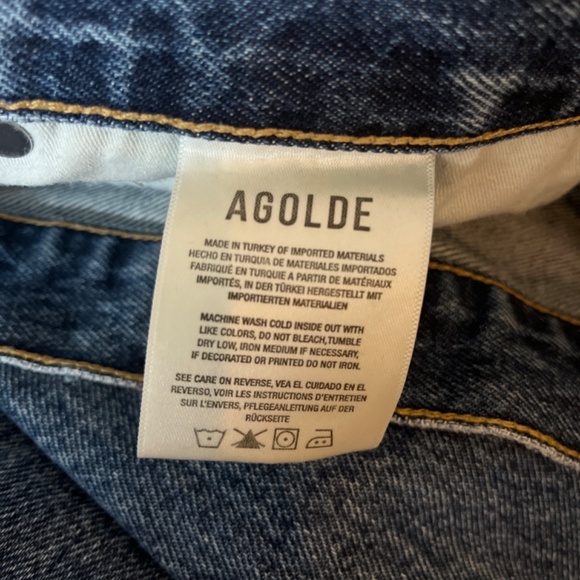 AGOLDE
MADE IN TURKEY OF IMPORTED MATERIALS
HECHO EN TURQUIA DE MATERIALES IMPORTADOS
FABRIQUÉ EN TURQUIE A PARTIR DE MATÉRIAUX
IMPORTÉS, IN DER TÜRKEI HERGESTELLT MIT
IMPORTIERTEN MATERIALIEN
MACHINE WASH COLD INSIDE OUT WITH
LIKE COLORS, DO NOT BLEACH,TUMBLE
DRY LOW, IRON MEDIUM IF NECESSARY,
IF DECORATED OR PRINTED DO NOT IRON.
SEE CARE ON REVERSE, VEA EL CUIDADO EN EL
REVERSO, VOIR LES INSTRUCTIONS D'ENTRETIEN
SUR L'ENVERS, PFLEGEANLEITUNG AUF DER
RÜCKSEITE